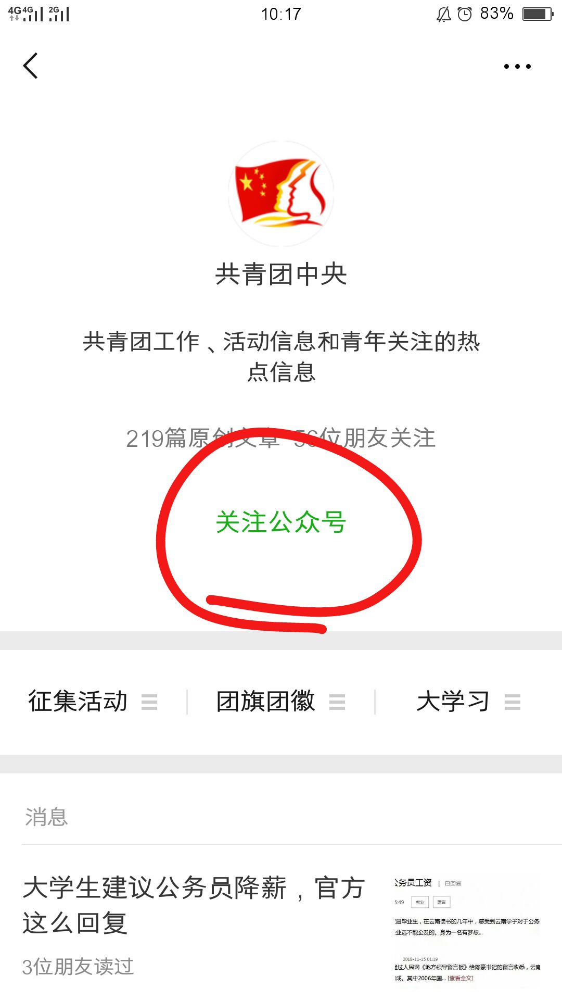 4G 4G 2G 10:17 83%
共青团中央
共青团工作、活动信息和青年关注的热
点信息
219篇原创文章 56位朋友关注
关注公众号
征集活动 团旗团徽 大学习
消息
大学生建议公务员降薪，官方
这么回复
3位朋友读过
公务员工资 | 已回复
5:49 就业 建言
届毕业生，在云南读书的几年中，感受到云南学子对于公务
业远不能企及的。身为一名有梦想...
2018-11-15 01:19
通过人民网《地方领导留言板》给陈豪书记的留言收悉，云南
成。其中2006年国... [查看全文]